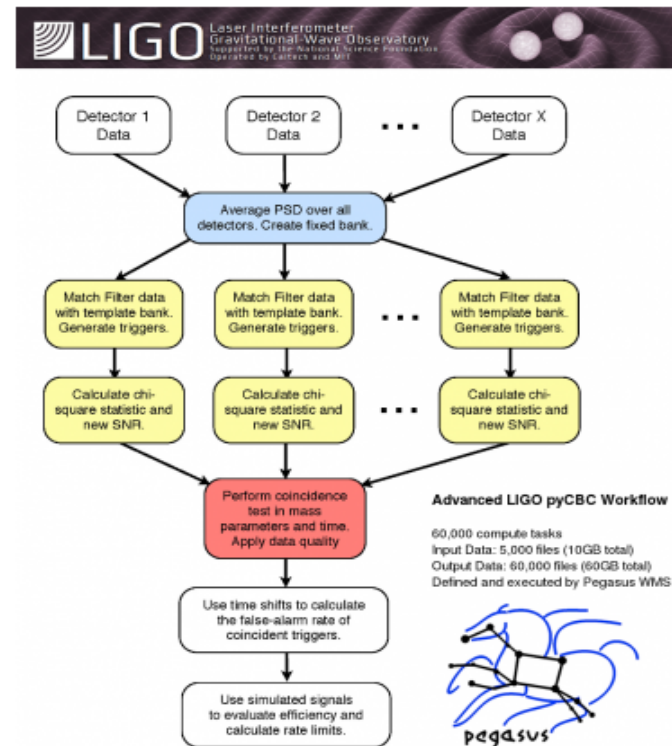 LIGO
Laser Interferometer
Gravitational-Wave Observatory
Supported by the National Science Foundation
Operated by Caltech and MIT
Detector 1
Data
Detector 2
Data
Detector X
Data
Average PSD over all
detectors. Create fixed bank.
Match Filter data
with template bank.
Generate triggers.
Match Filter data
with template bank.
Generate triggers.
Match Filter data
with template bank.
Generate triggers.
Calculate chi-
square statistic and
new SNR.
Calculate chi-
square statistic and
new SNR.
Calculate chi-
square statistic and
new SNR.
Perform coincidence
test in mass
parameters and time.
Apply data quality
Use time shifts to calculate
the false-alarm rate of
coincident triggers.
Use simulated signals
to evaluate efficiency and
calculate rate limits.
Advanced LIGO pyCBC Workflow
60,000 compute tasks
Input Data: 5,000 files (10GB total)
Output Data: 60,000 files (60GB total)
Defined and executed by Pegasus WMS
pegasus